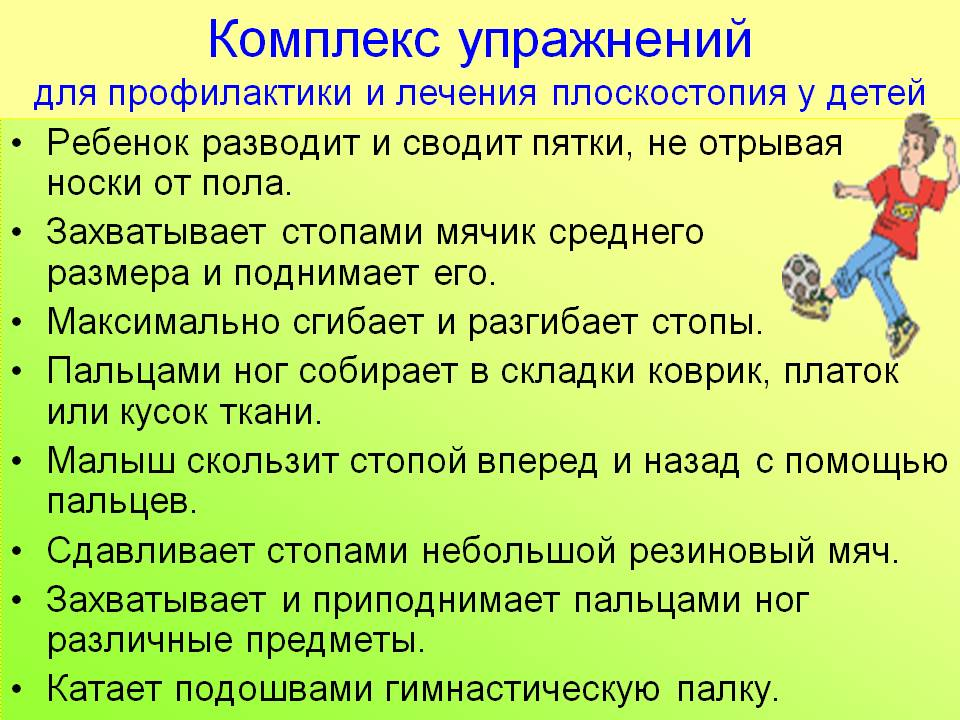 Комплекс упражнений
для профилактики и лечения плоскостопия у детей
• Ребенок разводит и сводит пятки, не отрывая
носки от пола.
• Захватывает стопами мячик среднего
размера и поднимает его.
• Максимально сгибает и разгибает стопы.
• Пальцами ног собирает в складки коврик, платок
или кусок ткани.
• Малыш скользит стопой вперед и назад с помощью
пальцев.
• Сдавливает стопами небольшой резиновый мяч.
• Захватывает и приподнимает пальцами ног
различные предметы.
• Катает подошвами гимнастическую палку.